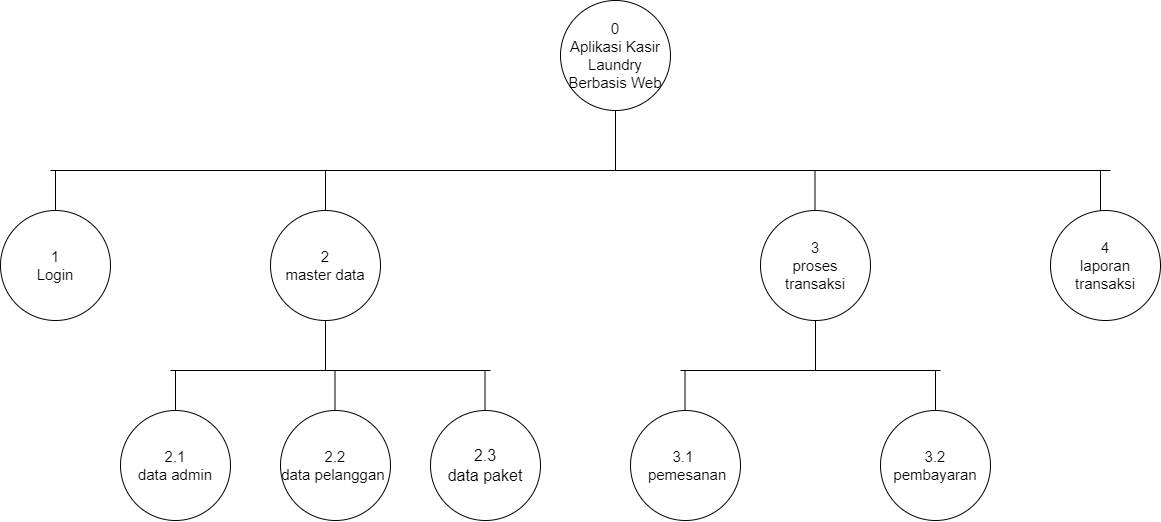 0
Aplikasi Kasir
Laundry
Berbasis Web
1
Login
2
master data
3
proses
transaksi
4
laporan
transaksi
2.1
data admin
2.2
data pelanggan
2.3
data paket
3.1
pemesanan
3.2
pembayaran